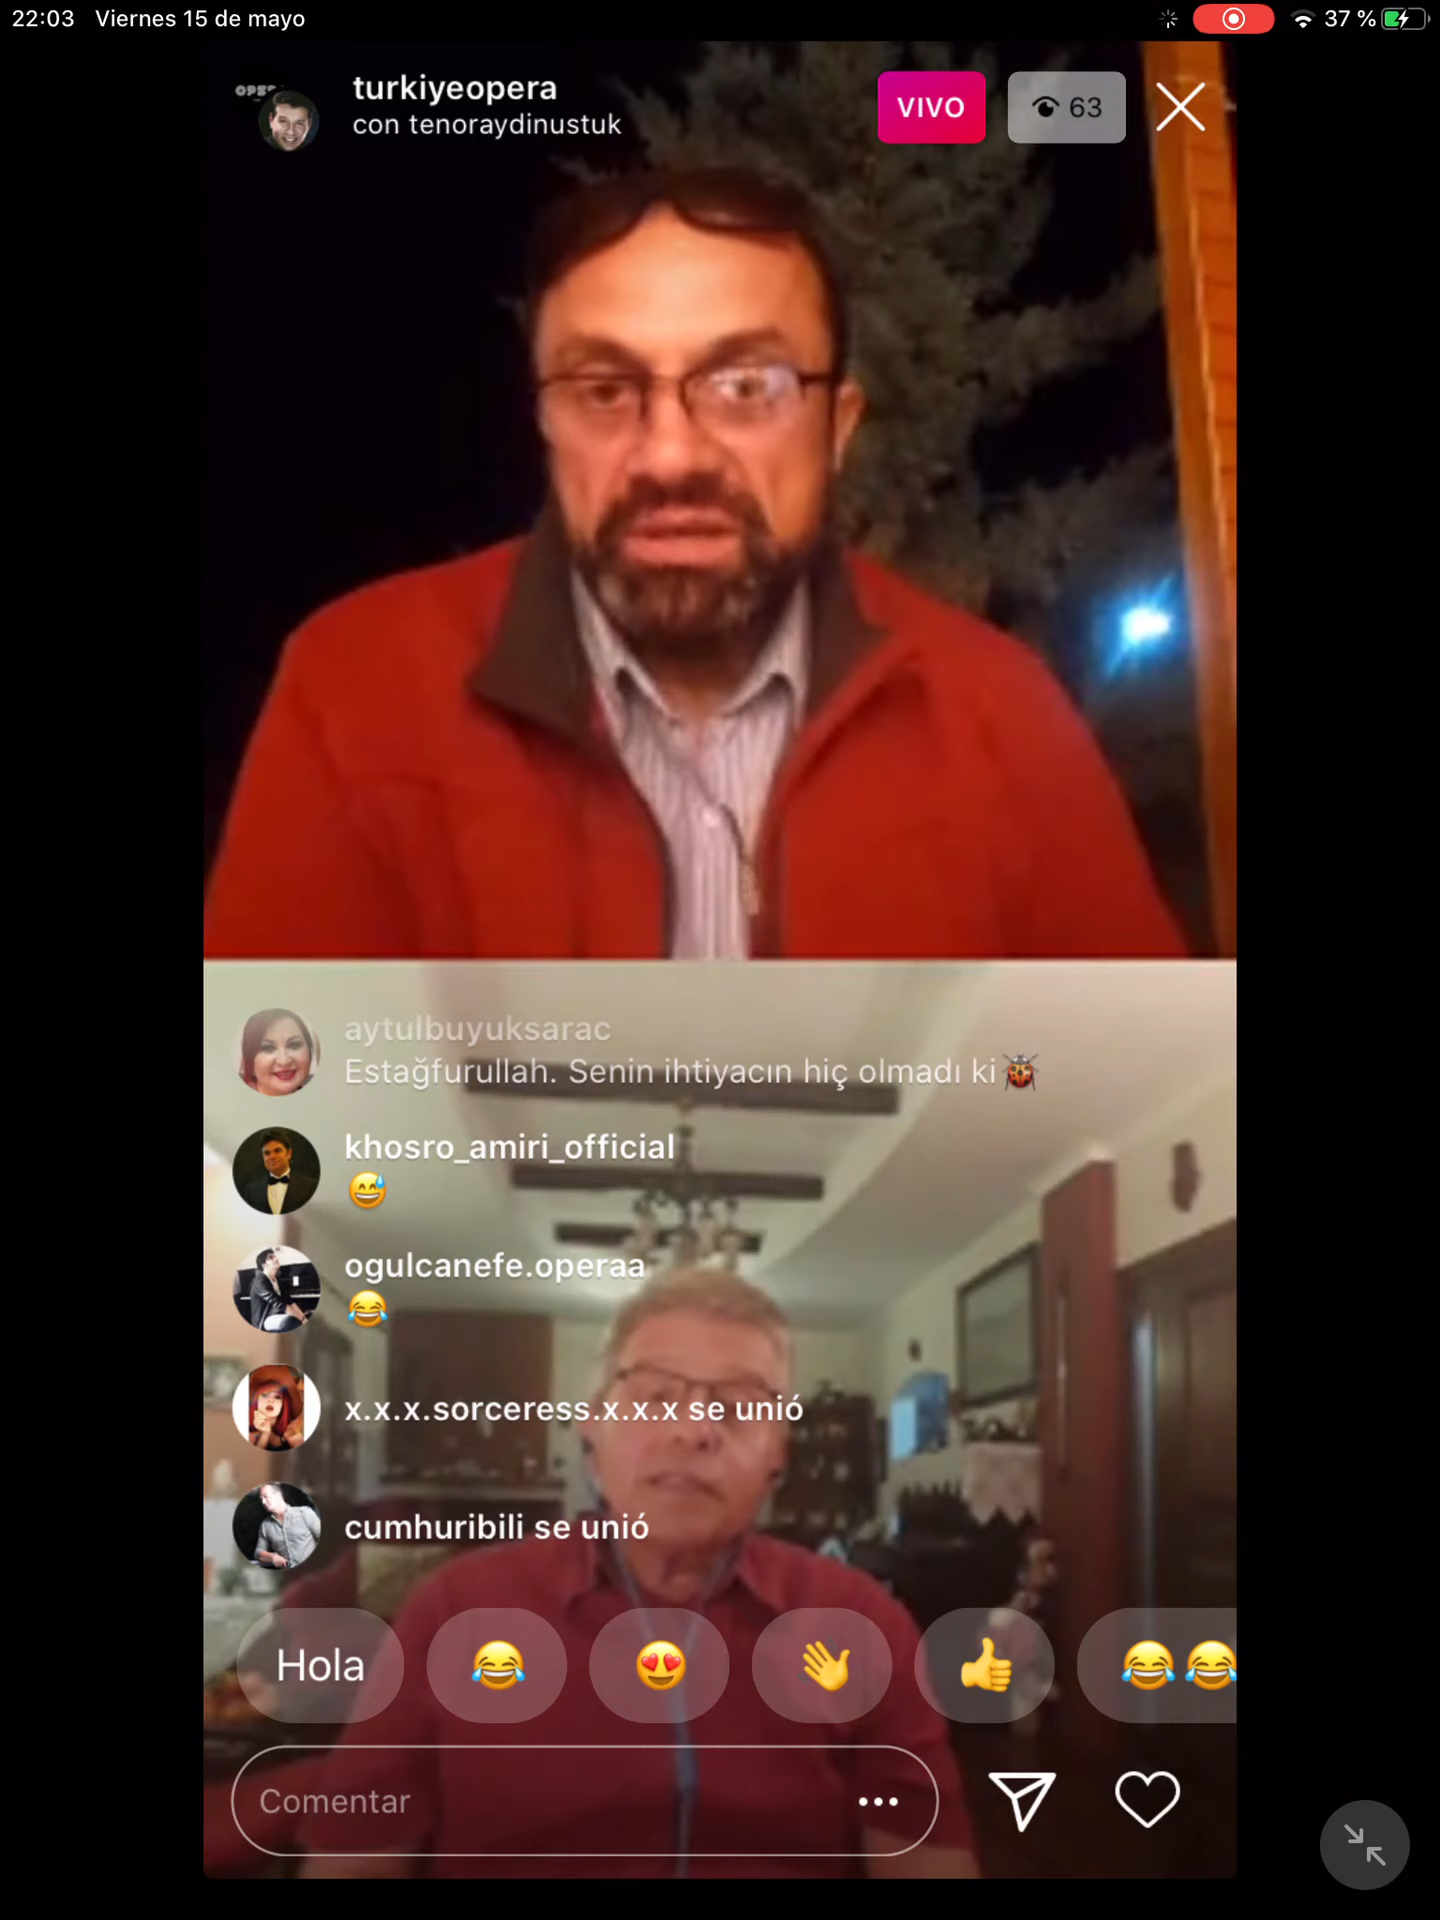 22:03 Viernes 15 de mayo
37 %
turkiyeopera
con tenoraydinustuk
VIVO
63
aytulbuyuksarac
Estağfurullah. Senin ihtiyacın hiç olmadı ki🐞
khosro_amiri_official
😅
ogulcanefe.operaa
😂
x.x.x.sorceress.x.x.x se unió
cumhuribili se unió
Hola 😂 😍 👋 👍 😂😂
Comentar